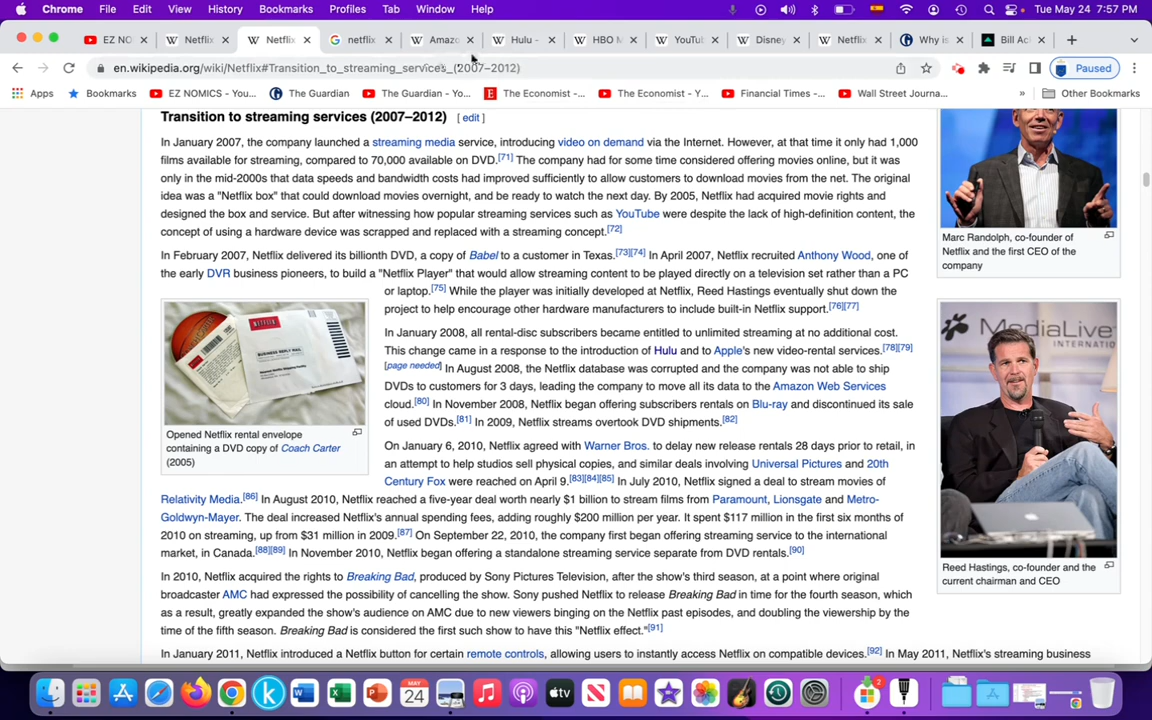 Chrome File Edit View History Bookmarks Profiles Tab Window Help Tue May 24 7:57 PM
EZ NO Netflix Netflix netflix Amazo Hulu - HBO M YouTu Disney Netflix Why is Bill Ac
en.wikipedia.org/wiki/Netflix#Transition_to_streaming_services_(2007–2012) Paused
Apps Bookmarks EZ NOMICS - You... The Guardian The Guardian - Yo... The Economist -... The Economist - Y... Financial Times -... Wall Street Journa... » Other Bookmarks
Transition to streaming services (2007–2012) [ edit ]
In January 2007, the company launched a streaming media service, introducing video on demand via the Internet. However, at that time it only had 1,000
films available for streaming, compared to 70,000 available on DVD.[71] The company had for some time considered offering movies online, but it was
only in the mid-2000s that data speeds and bandwidth costs had improved sufficiently to allow customers to download movies from the net. The original
idea was a "Netflix box" that could download movies overnight, and be ready to watch the next day. By 2005, Netflix had acquired movie rights and
designed the box and service. But after witnessing how popular streaming services such as YouTube were despite the lack of high-definition content, the
concept of using a hardware device was scrapped and replaced with a streaming concept.[72]
In February 2007, Netflix delivered its billionth DVD, a copy of Babel to a customer in Texas.[73][74] In April 2007, Netflix recruited Anthony Wood, one of
the early DVR business pioneers, to build a "Netflix Player" that would allow streaming content to be played directly on a television set rather than a PC
or laptop.[75] While the player was initially developed at Netflix, Reed Hastings eventually shut down the
project to help encourage other hardware manufacturers to include built-in Netflix support.[76][77]
In January 2008, all rental-disc subscribers became entitled to unlimited streaming at no additional cost.
This change came in a response to the introduction of Hulu and to Apple's new video-rental services.[78][79]
[page needed] In August 2008, the Netflix database was corrupted and the company was not able to ship
DVDs to customers for 3 days, leading the company to move all its data to the Amazon Web Services
cloud.[80] In November 2008, Netflix began offering subscribers rentals on Blu-ray and discontinued its sale
of used DVDs.[81] In 2009, Netflix streams overtook DVD shipments.[82]
On January 6, 2010, Netflix agreed with Warner Bros. to delay new release rentals 28 days prior to retail, in
an attempt to help studios sell physical copies, and similar deals involving Universal Pictures and 20th
Century Fox were reached on April 9.[83][84][85] In July 2010, Netflix signed a deal to stream movies of
Relativity Media.[86] In August 2010, Netflix reached a five-year deal worth nearly $1 billion to stream films from Paramount, Lionsgate and Metro-
Goldwyn-Mayer. The deal increased Netflix's annual spending fees, adding roughly $200 million per year. It spent $117 million in the first six months of
2010 on streaming, up from $31 million in 2009.[87] On September 22, 2010, the company first began offering streaming service to the international
market, in Canada.[88][89] In November 2010, Netflix began offering a standalone streaming service separate from DVD rentals.[90]
In 2010, Netflix acquired the rights to Breaking Bad, produced by Sony Pictures Television, after the show's third season, at a point where original
broadcaster AMC had expressed the possibility of cancelling the show. Sony pushed Netflix to release Breaking Bad in time for the fourth season, which
as a result, greatly expanded the show's audience on AMC due to new viewers binging on the Netflix past episodes, and doubling the viewership by the
time of the fifth season. Breaking Bad is considered the first such show to have this "Netflix effect."[91]
In January 2011, Netflix introduced a Netflix button for certain remote controls, allowing users to instantly access Netflix on compatible devices.[92] In May 2011, Netflix's streaming business
NETFLIX
BUSINESS REPLY MAIL
Opened Netflix rental envelope
containing a DVD copy of Coach Carter
(2005)
Marc Randolph, co-founder of
Netflix and the first CEO of the
company
MediaLive
INTERNATIO
Reed Hastings, co-founder and the
current chairman and CEO
MAY
24
tv
2